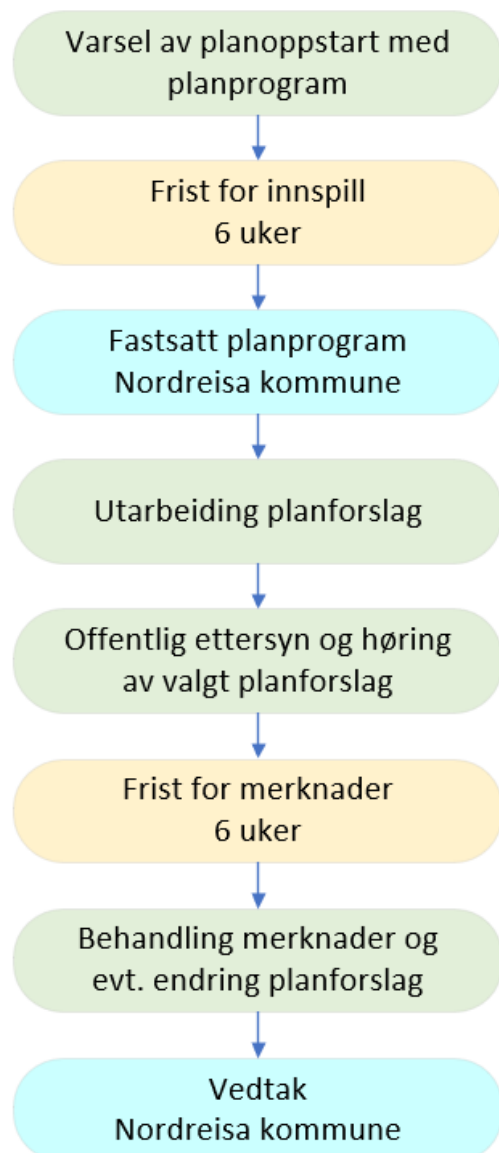 Varsel av planoppstart med
planprogram
Frist for innspill
6 uker
Fastsatt planprogram
Nordreisa kommune
Utarbeiding planforslag
Offentlig ettersyn og høring
av valgt planforslag
Frist for merknader
6 uker
Behandling merknader og
evt. endring planforslag
Vedtak
Nordreisa kommune